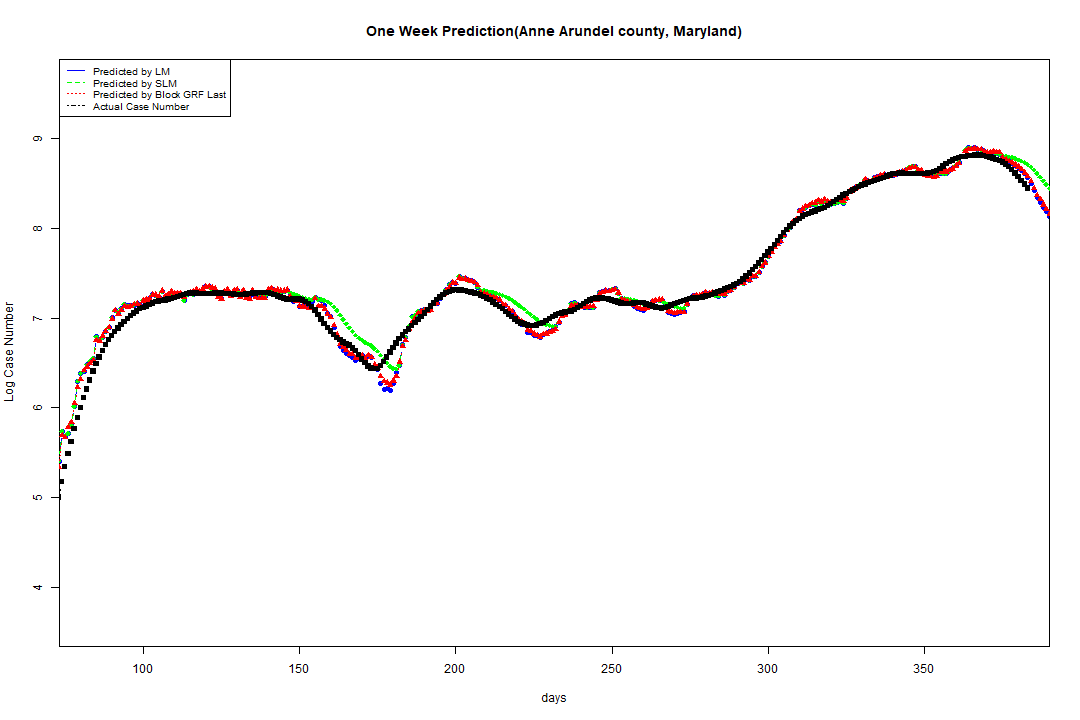 One Week Prediction(Anne Arundel county, Maryland)
Predicted by LM
Predicted by SLM
Predicted by Block GRF Last
Actual Case Number
Log Case Number
9
8
7
6
5
4
100 150 200 250 300 350
days